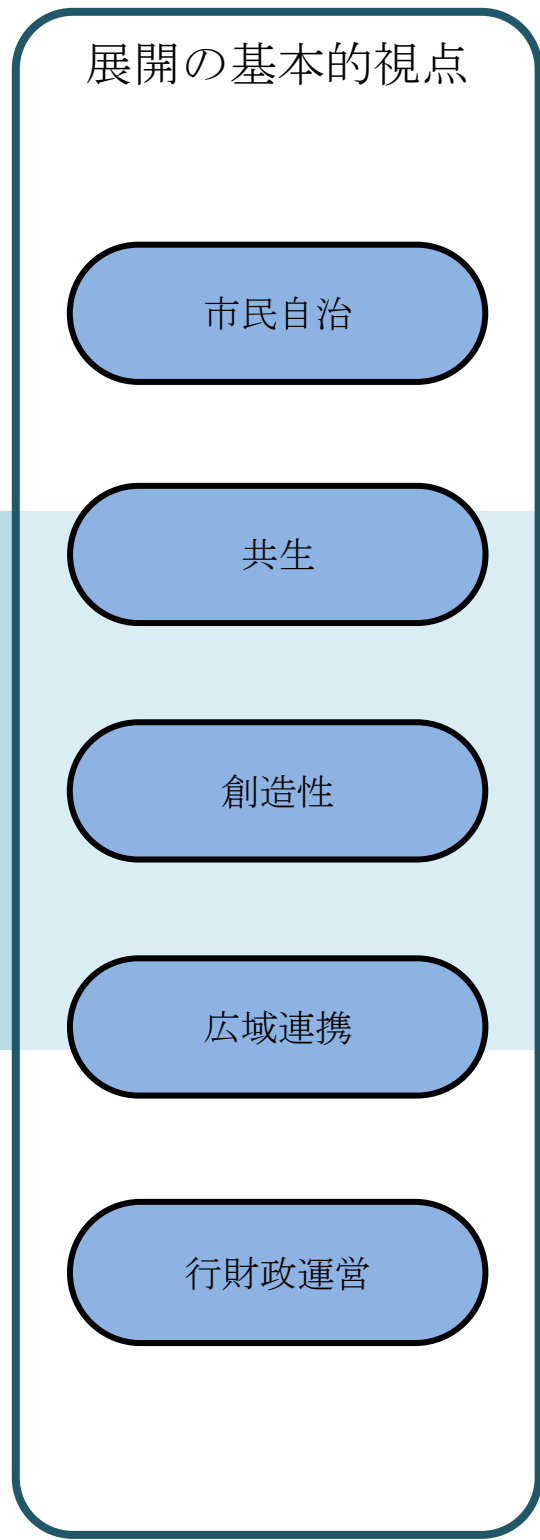 展開の基本的視点
市民自治
共生
創造性
広域連携
行財政運営